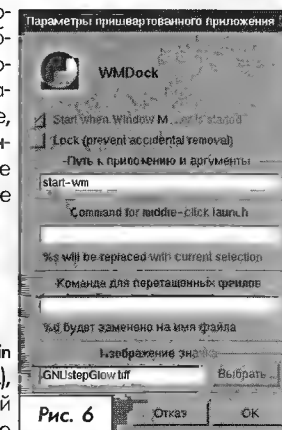 Параметры пришвартованного приложения
WMDock
Start when Window is started
Lock (prevent accidental removal)
Путь к приложению и аргументы
start-wm
Command for middle-click launch
%s will be replaced with current selection
Команда для перетащенных файлов
%d будет заменено на имя файла
Изображение значка
GNUstepGlow.tiff
Выбрать...
Отказ
OK
Рис. 6